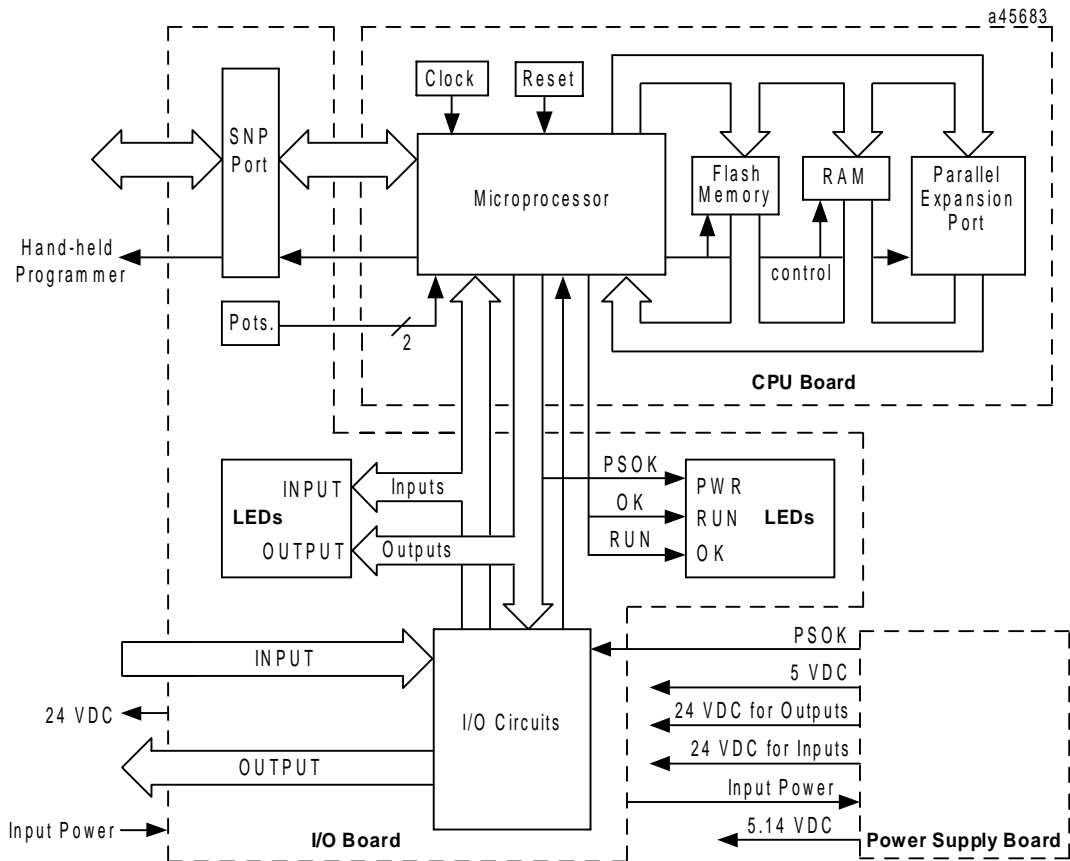 a45683
Clock
Reset
SNP
Port
Microprocessor
Flash
Memory
RAM
Parallel
Expansion
Port
Hand-held
Programmer
control
Pots.
2
CPU Board
INPUT
LEDs
OUTPUT
Inputs
Outputs
PSOK
OK
RUN
PWR
RUN
OK
LEDs
INPUT
24 VDC
I/O Circuits
OUTPUT
Input Power
I/O Board
PSOK
5 VDC
24 VDC for Outputs
24 VDC for Inputs
Input Power
5.14 VDC
Power Supply Board